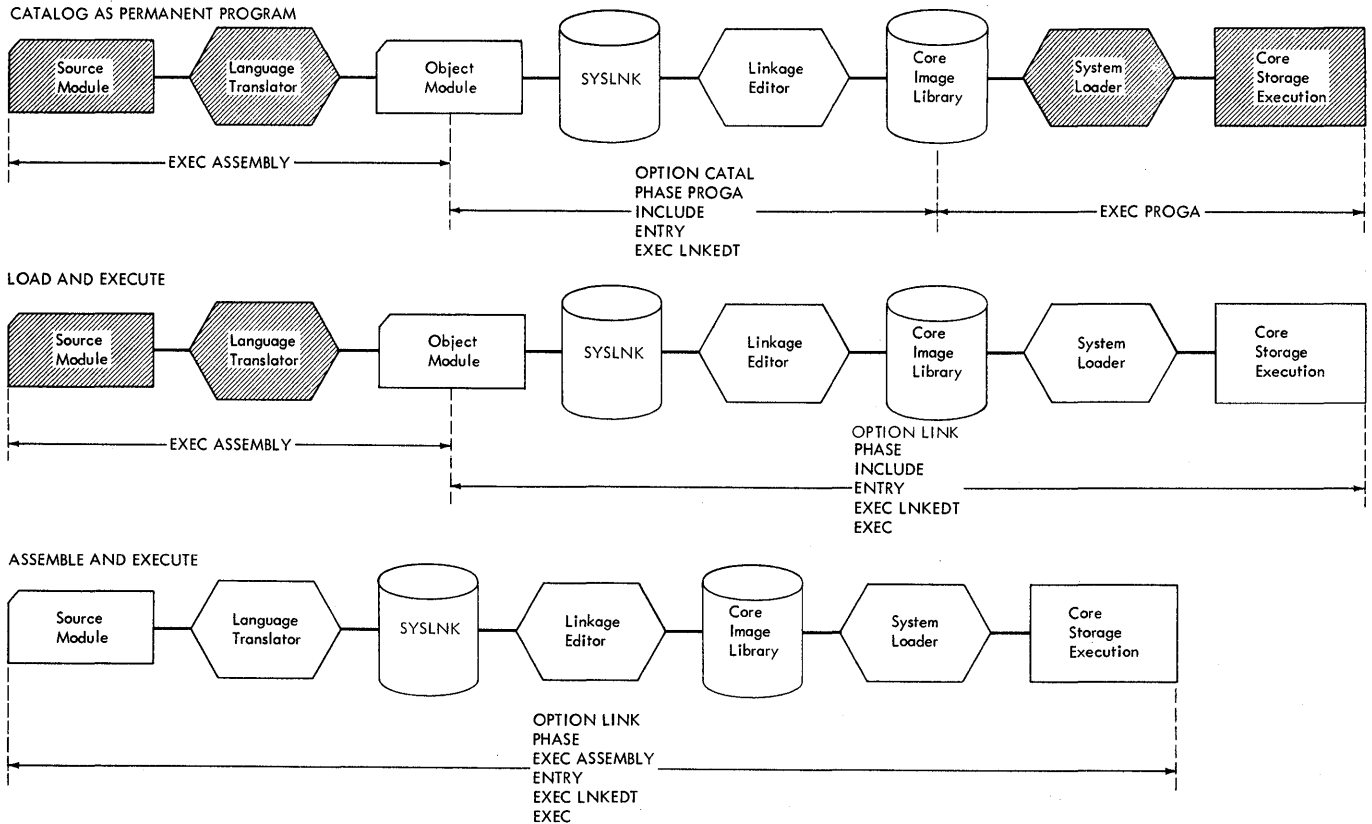 CATALOG AS PERMANENT PROGRAM
Source
Module
Language
Translator
Object
Module
SYSLNK
Linkage
Editor
Core
Image
Library
System
Loader
Core
Storage
Execution
EXEC ASSEMBLY
OPTION CATAL
PHASE PROGA
INCLUDE
ENTRY
EXEC LNKEDT
EXEC PROGA
LOAD AND EXECUTE
Source
Module
Language
Translator
Object
Module
SYSLNK
Linkage
Editor
Core
Image
Library
System
Loader
Core
Storage
Execution
EXEC ASSEMBLY
OPTION LINK
PHASE
INCLUDE
ENTRY
EXEC LNKEDT
EXEC
ASSEMBLE AND EXECUTE
Source
Module
Language
Translator
SYSLNK
Linkage
Editor
Core
Image
Library
System
Loader
Core
Storage
Execution
OPTION LINK
PHASE
EXEC ASSEMBLY
ENTRY
EXEC LNKEDT
EXEC